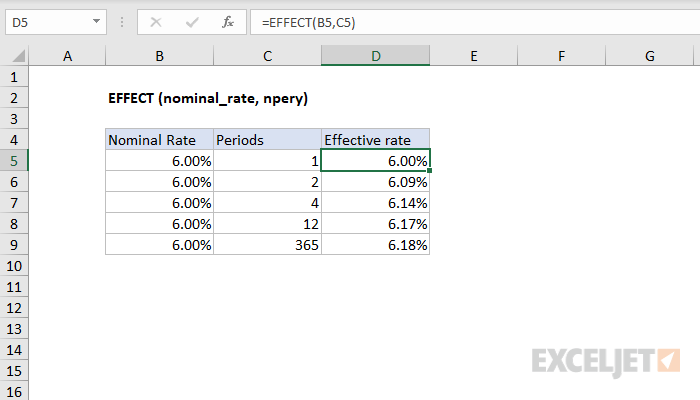 D5 fx =EFFECT(B5,C5)
A B C D E F G
1
2 EFFECT (nominal_rate, npery)
3
4 Nominal Rate Periods Effective rate
5 6.00% 1 6.00%
6 6.00% 2 6.09%
7 6.00% 4 6.14%
8 6.00% 12 6.17%
9 6.00% 365 6.18%
10
11
12
13
14
15 EXCELJET
16